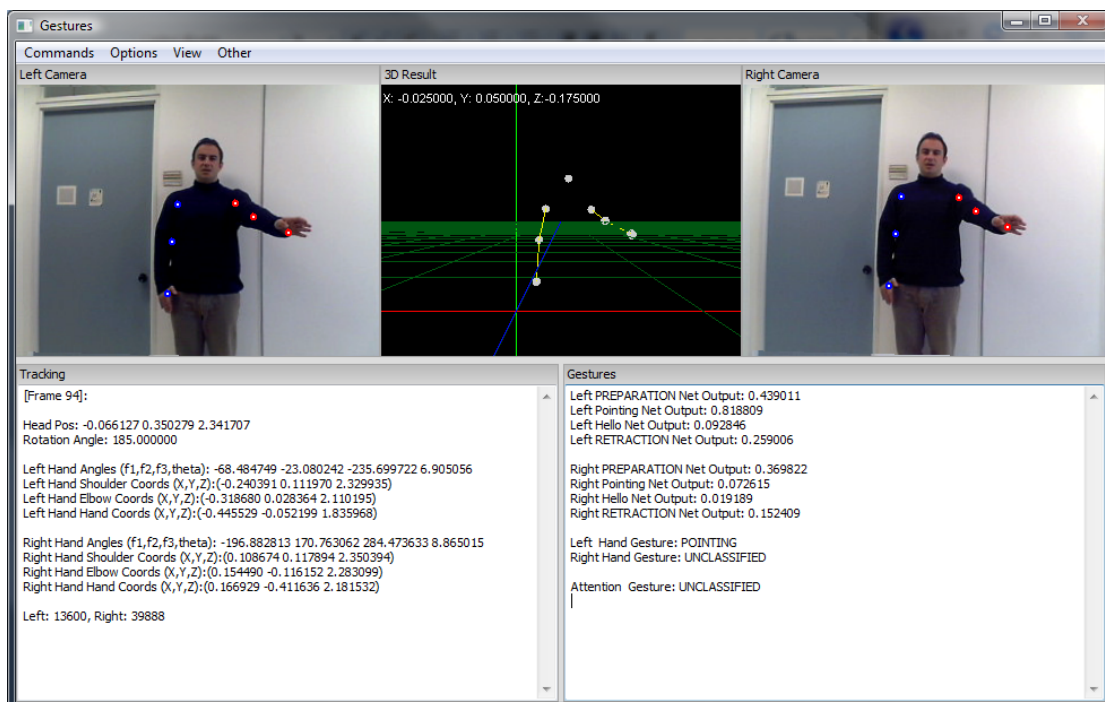 Gestures
Commands Options View Other
Left Camera
3D Result
Right Camera
X: -0.025000, Y: 0.050000, Z:-0.175000
Tracking
[Frame 94]:
Head Pos: -0.066127 0.350279 2.341707
Rotation Angle: 185.000000
Left Hand Angles (f1,f2,f3,theta): -68.484749 -23.080242 -235.699722 6.905056
Left Hand Shoulder Coords (X,Y,Z):(-0.240391 0.111970 2.329935)
Left Hand Elbow Coords (X,Y,Z):(-0.318680 0.028364 2.110195)
Left Hand Hand Coords (X,Y,Z):(-0.445529 -0.052199 1.835968)
Right Hand Angles (f1,f2,f3,theta): -196.882813 170.763062 284.473633 8.865015
Right Hand Shoulder Coords (X,Y,Z):(0.108674 0.117894 2.350394)
Right Hand Elbow Coords (X,Y,Z):(0.154490 -0.116152 2.283099)
Right Hand Hand Coords (X,Y,Z):(0.166929 -0.411636 2.181532)
Left: 13600, Right: 39888
Gestures
Left PREPARATION Net Output: 0.439011
Left Pointing Net Output: 0.818809
Left Hello Net Output: 0.092846
Left RETRACTION Net Output: 0.259006
Right PREPARATION Net Output: 0.369822
Right Pointing Net Output: 0.072615
Right Hello Net Output: 0.019189
Right RETRACTION Net Output: 0.152409
Left Hand Gesture: POINTING
Right Hand Gesture: UNCLASSIFIED
Attention Gesture: UNCLASSIFIED